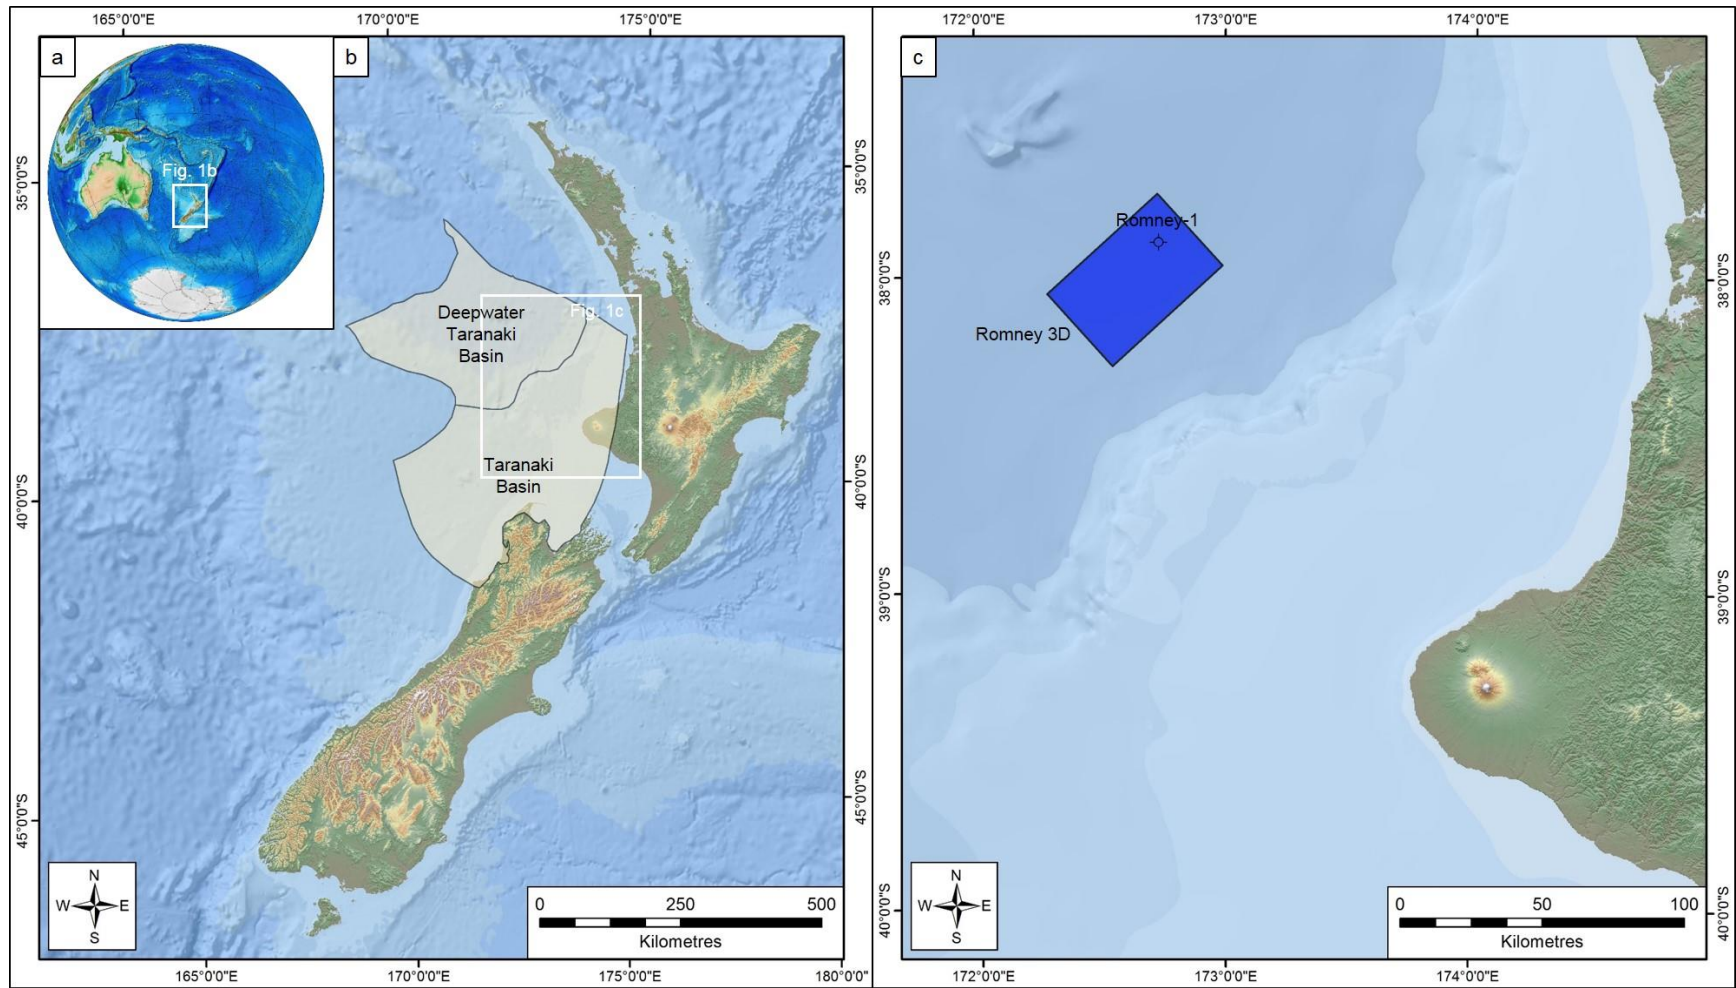 165°0'0"E
170°0'0"E
175°0'0"E
172°0'0"E
173°0'0"E
174°0'0"E
a
Fig. 1b
b
35°0'0"S
40°0'0"S
45°0'0"S
Deepwater
Taranaki
Basin
Fig. 1c
Taranaki
Basin
35°0'0"S
40°0'0"S
45°0'0"S
N
W
E
S
0
250
500
Kilometres
165°0'0"E
170°0'0"E
175°0'0"E
180°0'0"E
c
38°0'0"S
39°0'0"S
40°0'0"S
Romney-1
Romney 3D
38°0'0"S
39°0'0"S
40°0'0"S
N
W
E
S
0
50
100
Kilometres
172°0'0"E
173°0'0"E
174°0'0"E